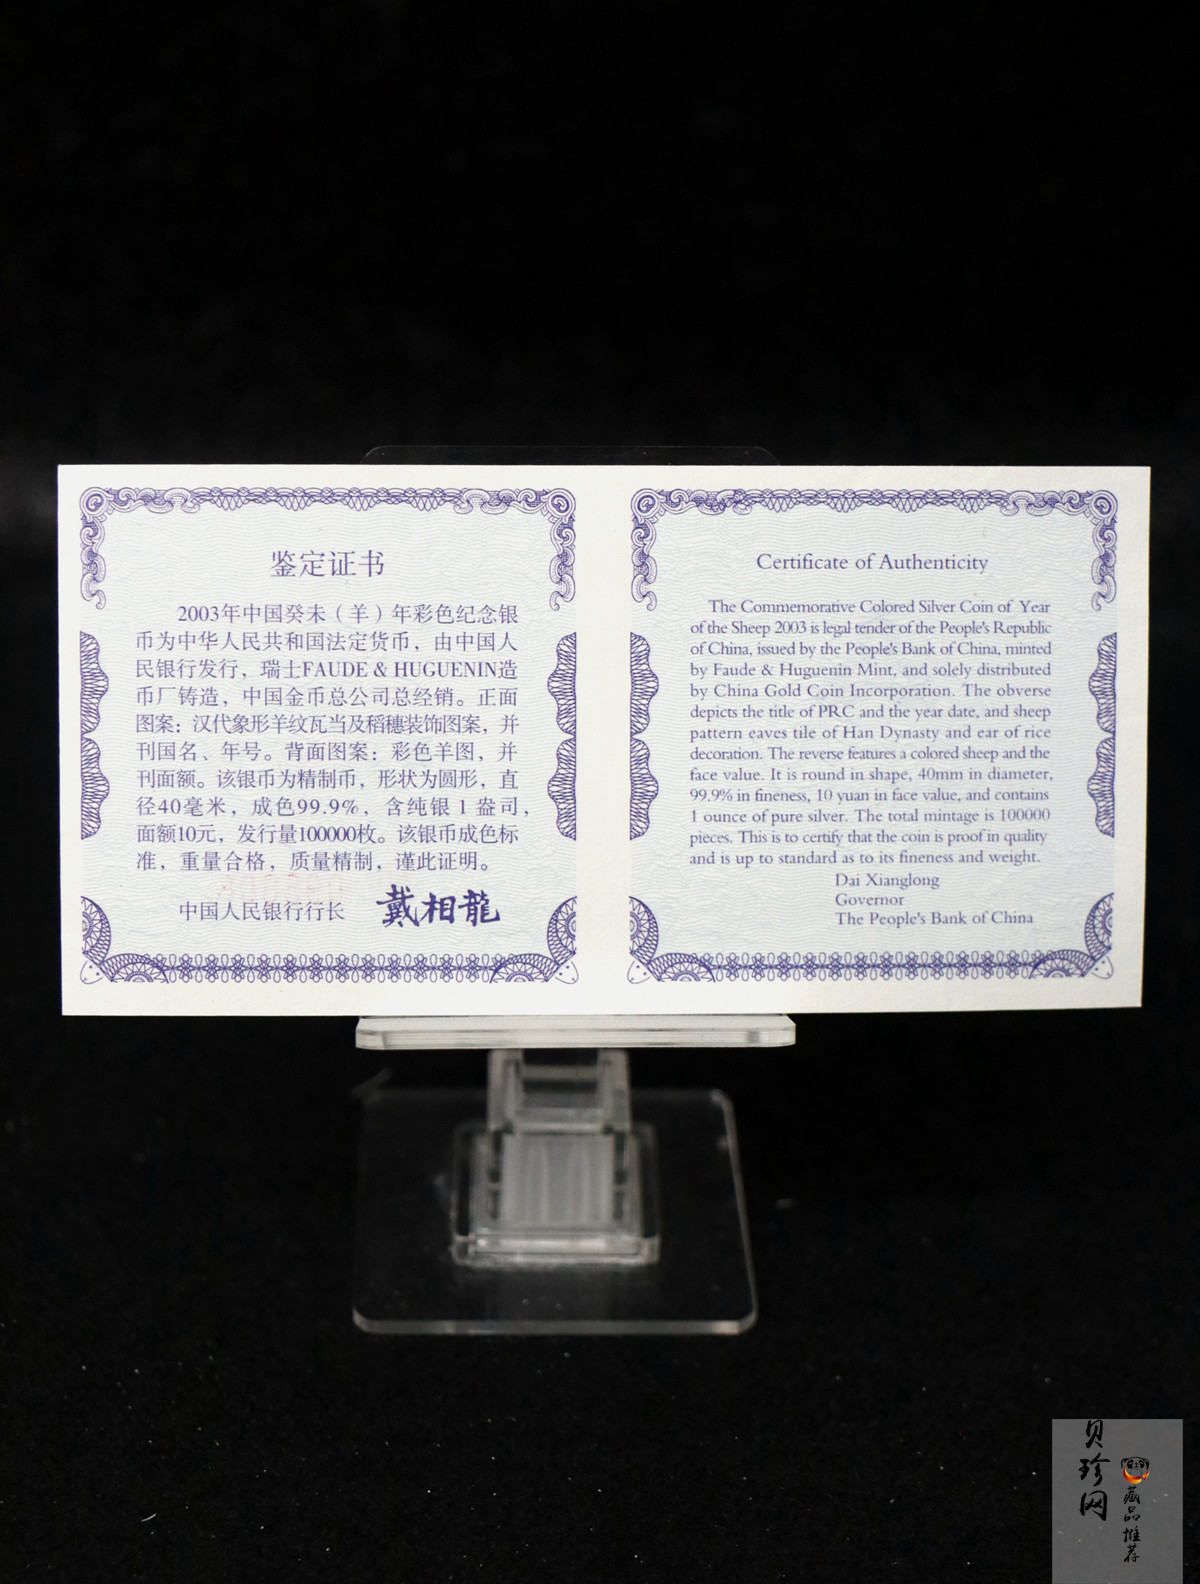 鉴定证书
2003年中国癸未（羊）年彩色纪念银
币为中华人民共和国法定货币，由中国人
民银行发行，瑞士FAUDE & HUGUENIN造
币厂铸造，中国金币总公司总经销。正面
图案：汉代象形羊纹瓦当及稻穗装饰图案，并
刊国名、年号。背面图案：彩色羊图，并
刊面额。该银币为精制币，形状为圆形，直
径40毫米，成色99.9%，含纯银1盎司，
面额10元，发行量100000枚。该银币成色标
准，重量合格，质量精制，谨此证明。
中国人民银行行长 戴相龍
Certificate of Authenticity
The Commemorative Colored Silver Coin of Year
of the Sheep 2003 is legal tender of the People's Republic
of China, issued by the People's Bank of China, minted
by Faude & Huguenin Mint, and solely distributed
by China Gold Coin Incorporation. The obverse
depicts the title of PRC and the year date, and sheep
pattern eaves tile of Han Dynasty and ear of rice
decoration. The reverse features a colored sheep and the
face value. It is round in shape, 40mm in diameter,
99.9% in fineness, 10 yuan in face value, and contains
1 ounce of pure silver. The total mintage is 100000
pieces. This is to certify that the coin is proof in quality
and is up to standard as to its fineness and weight.
Dai Xianglong
Governor
The People's Bank of China
贝珍网
藏品推荐